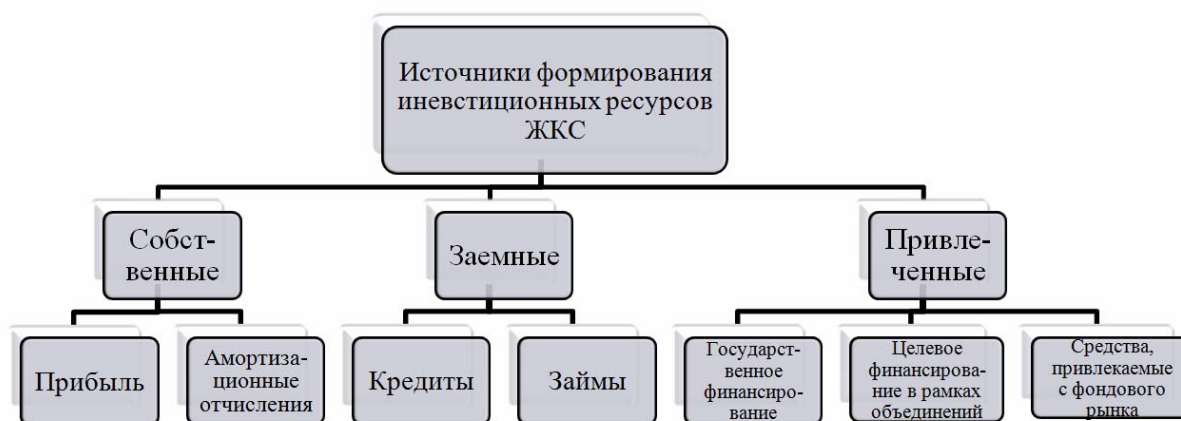 Источники формирования
иневстиционных ресурсов
ЖКС
Собст-
венные
Заемные
Привле-
ченные
Прибыль
Амортиза-
ционные
отчисления
Кредиты
Займы
Государст-
венное
финансиро-
вание
Целевое
финансирова-
ние в рамках
объединений
Средства,
привлекаемые
с фондового
рынка